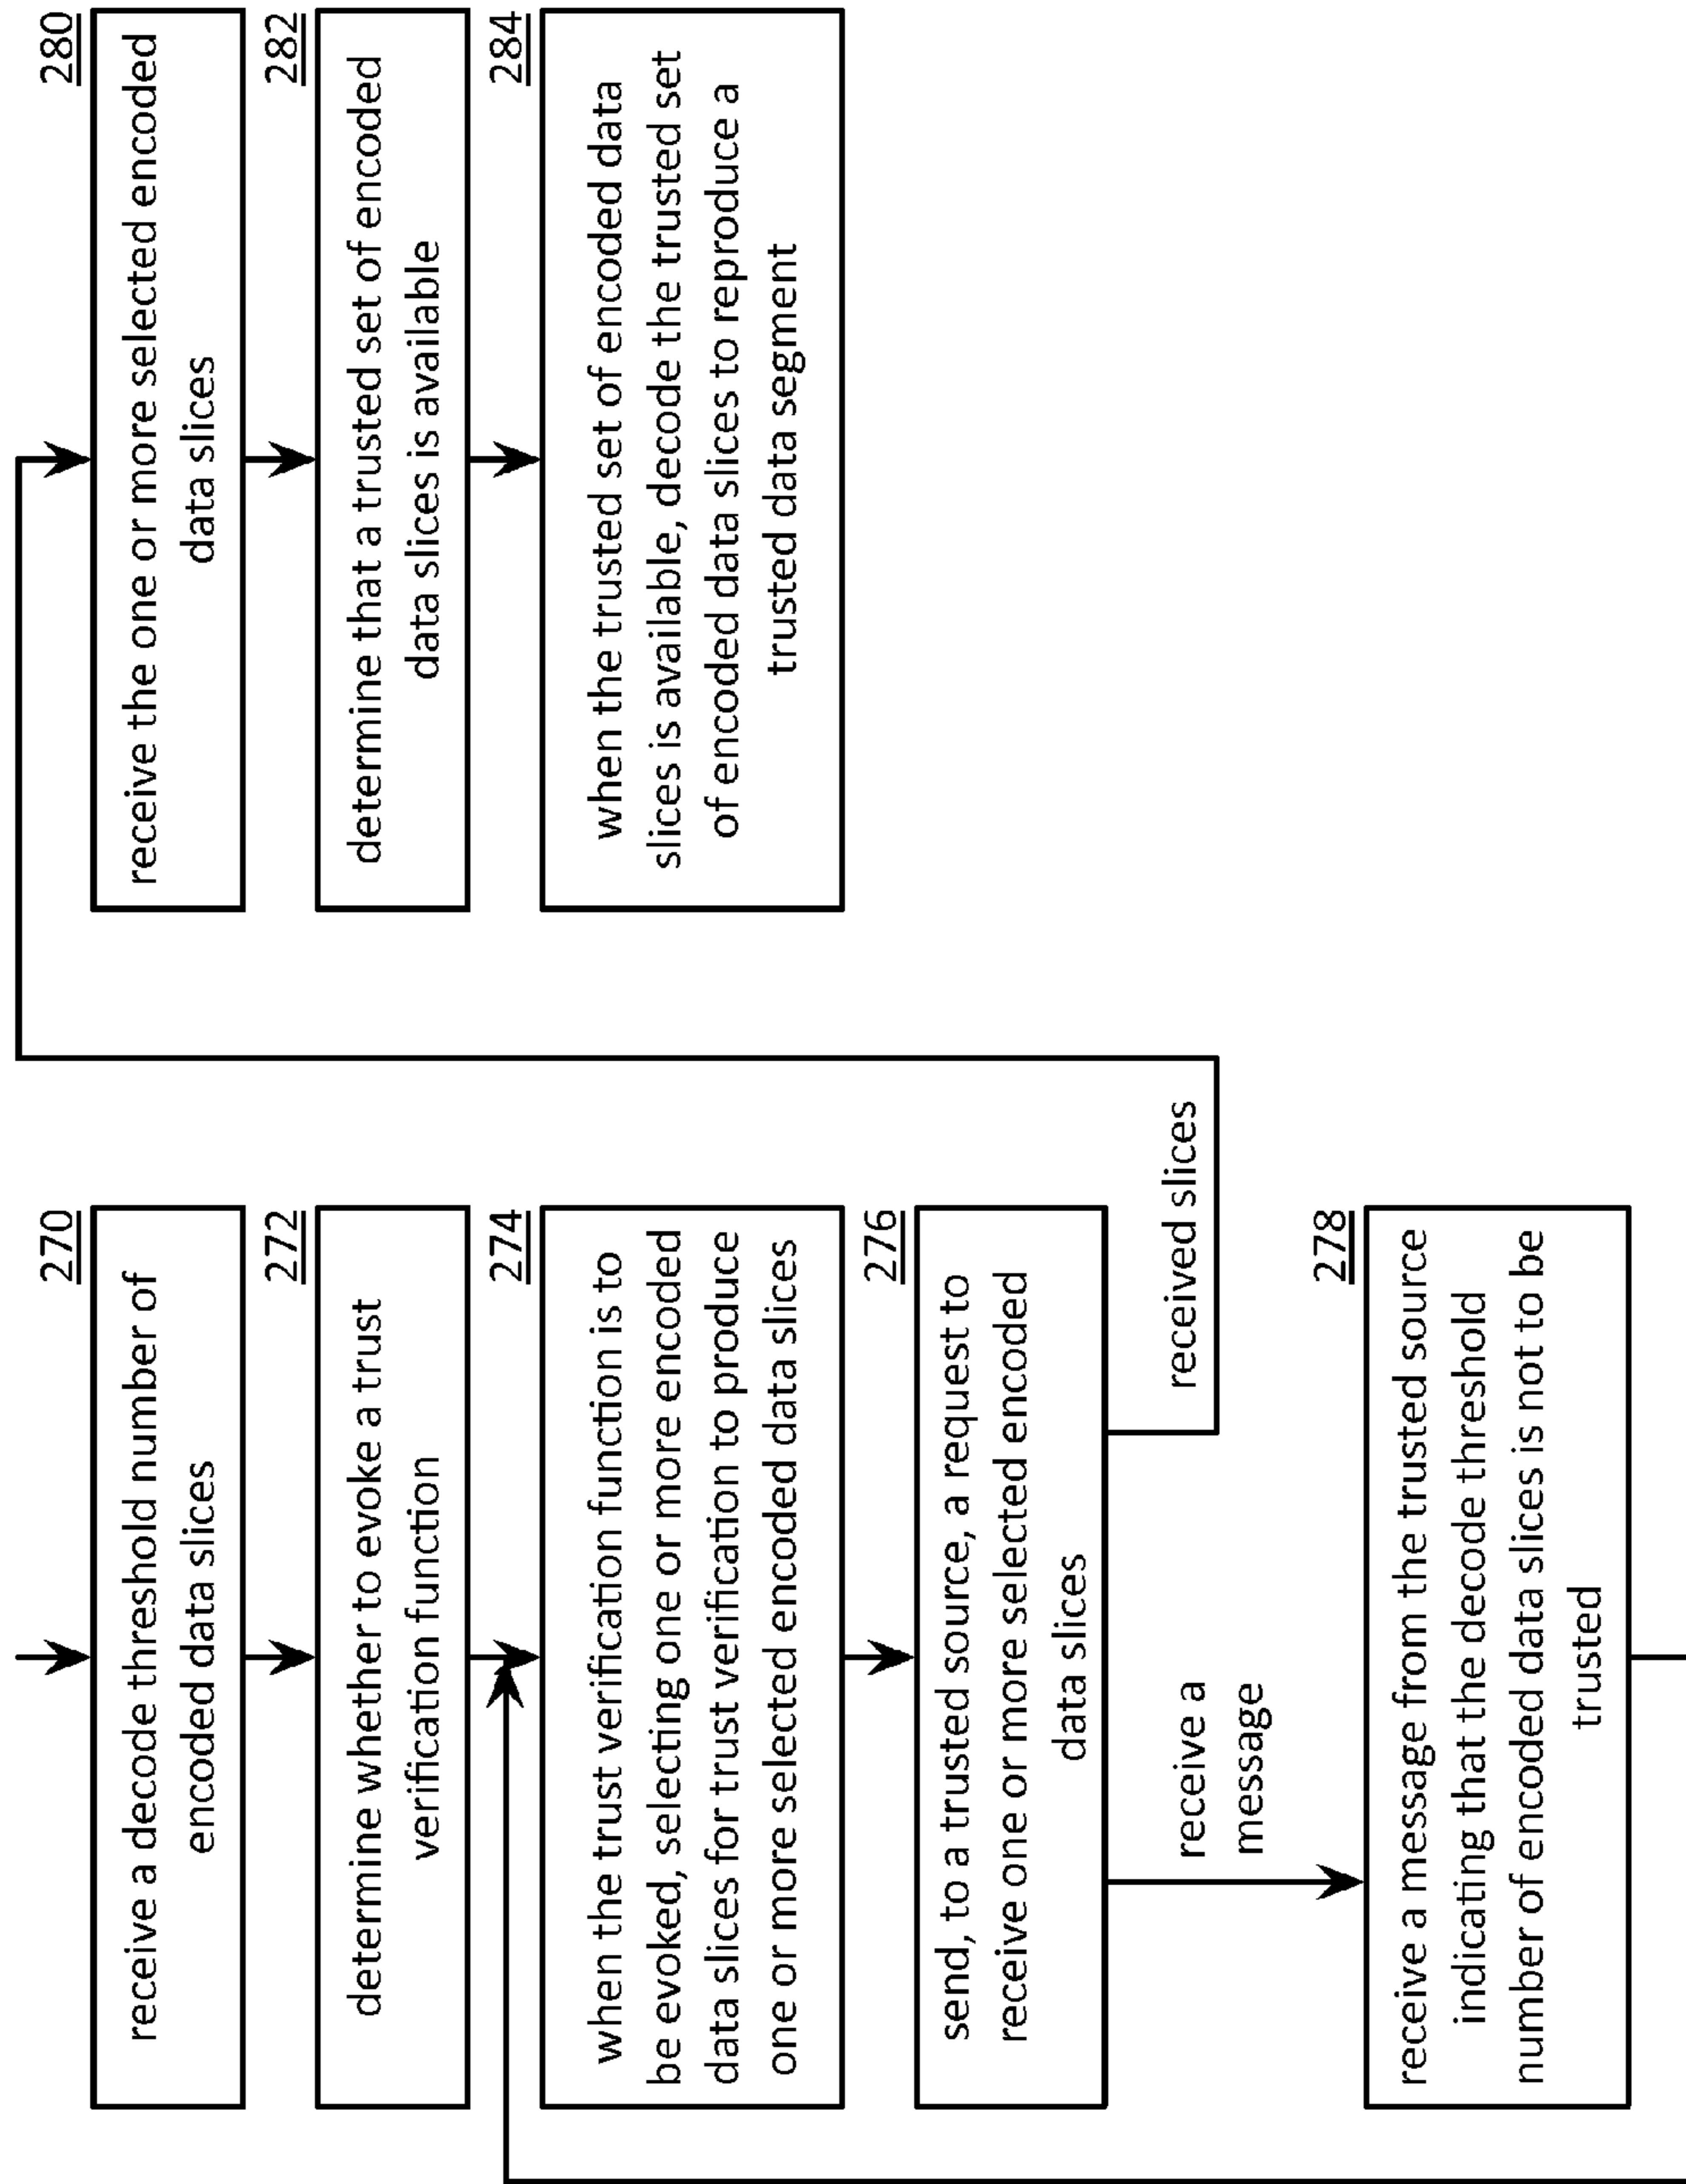 270
receive a decode threshold number of
encoded data slices
272
determine whether to evoke a trust
verification function
274
when the trust verification function is to
be evoked, selecting one or more encoded
data slices for trust verification to produce
one or more selected encoded data slices
276
send, to a trusted source, a request to
receive one or more selected encoded
data slices
receive a
message
received slices
278
receive a message from the trusted source
indicating that the decode threshold
number of encoded data slices is not to be
trusted
280
receive the one or more selected encoded
data slices
282
determine that a trusted set of encoded
data slices is available
284
when the trusted set of encoded data
slices is available, decode the trusted set
of encoded data slices to reproduce a
trusted data segment